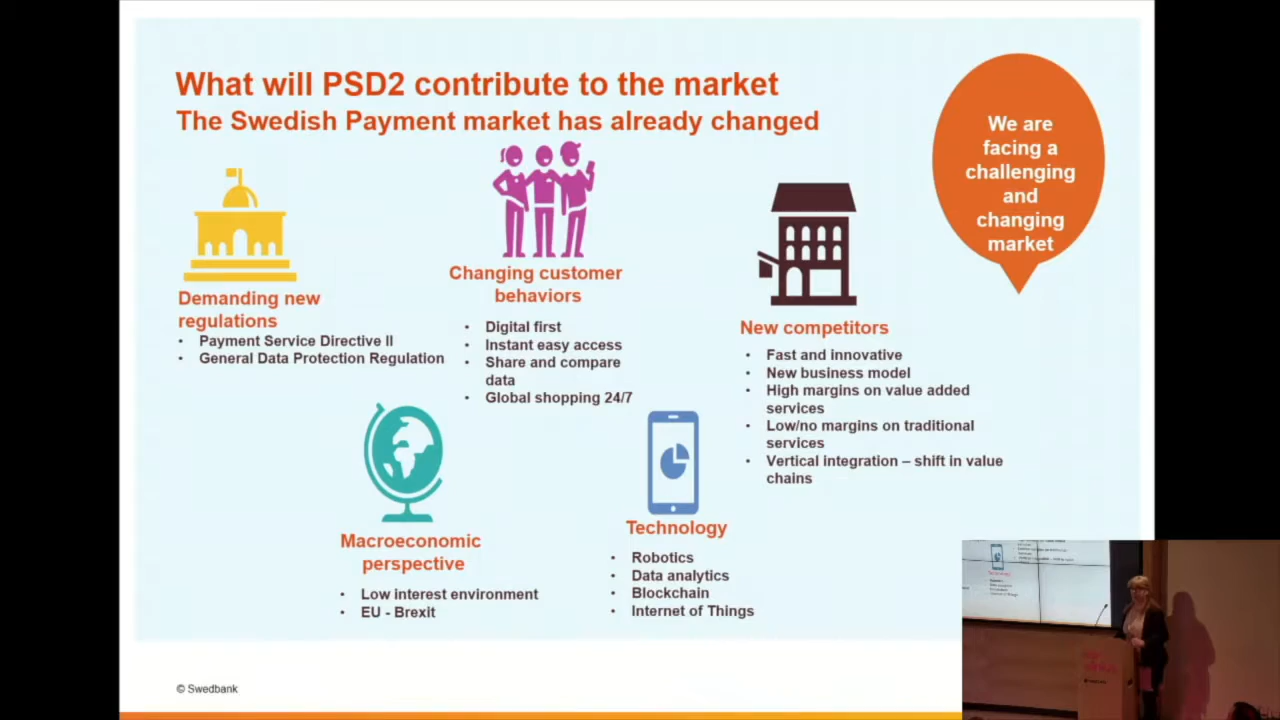 What will PSD2 contribute to the market
The Swedish Payment market has already changed
We are
facing a
challenging
and
changing
market
Demanding new
regulations
• Payment Service Directive II
• General Data Protection Regulation
Changing customer
behaviors
• Digital first
• Instant easy access
• Share and compare
data
• Global shopping 24/7
New competitors
• Fast and innovative
• New business model
• High margins on value added
services
• Low/no margins on traditional
services
• Vertical integration – shift in value
chains
Macroeconomic
perspective
• Low interest environment
• EU - Brexit
Technology
• Robotics
• Data analytics
• Blockchain
• Internet of Things
© Swedbank